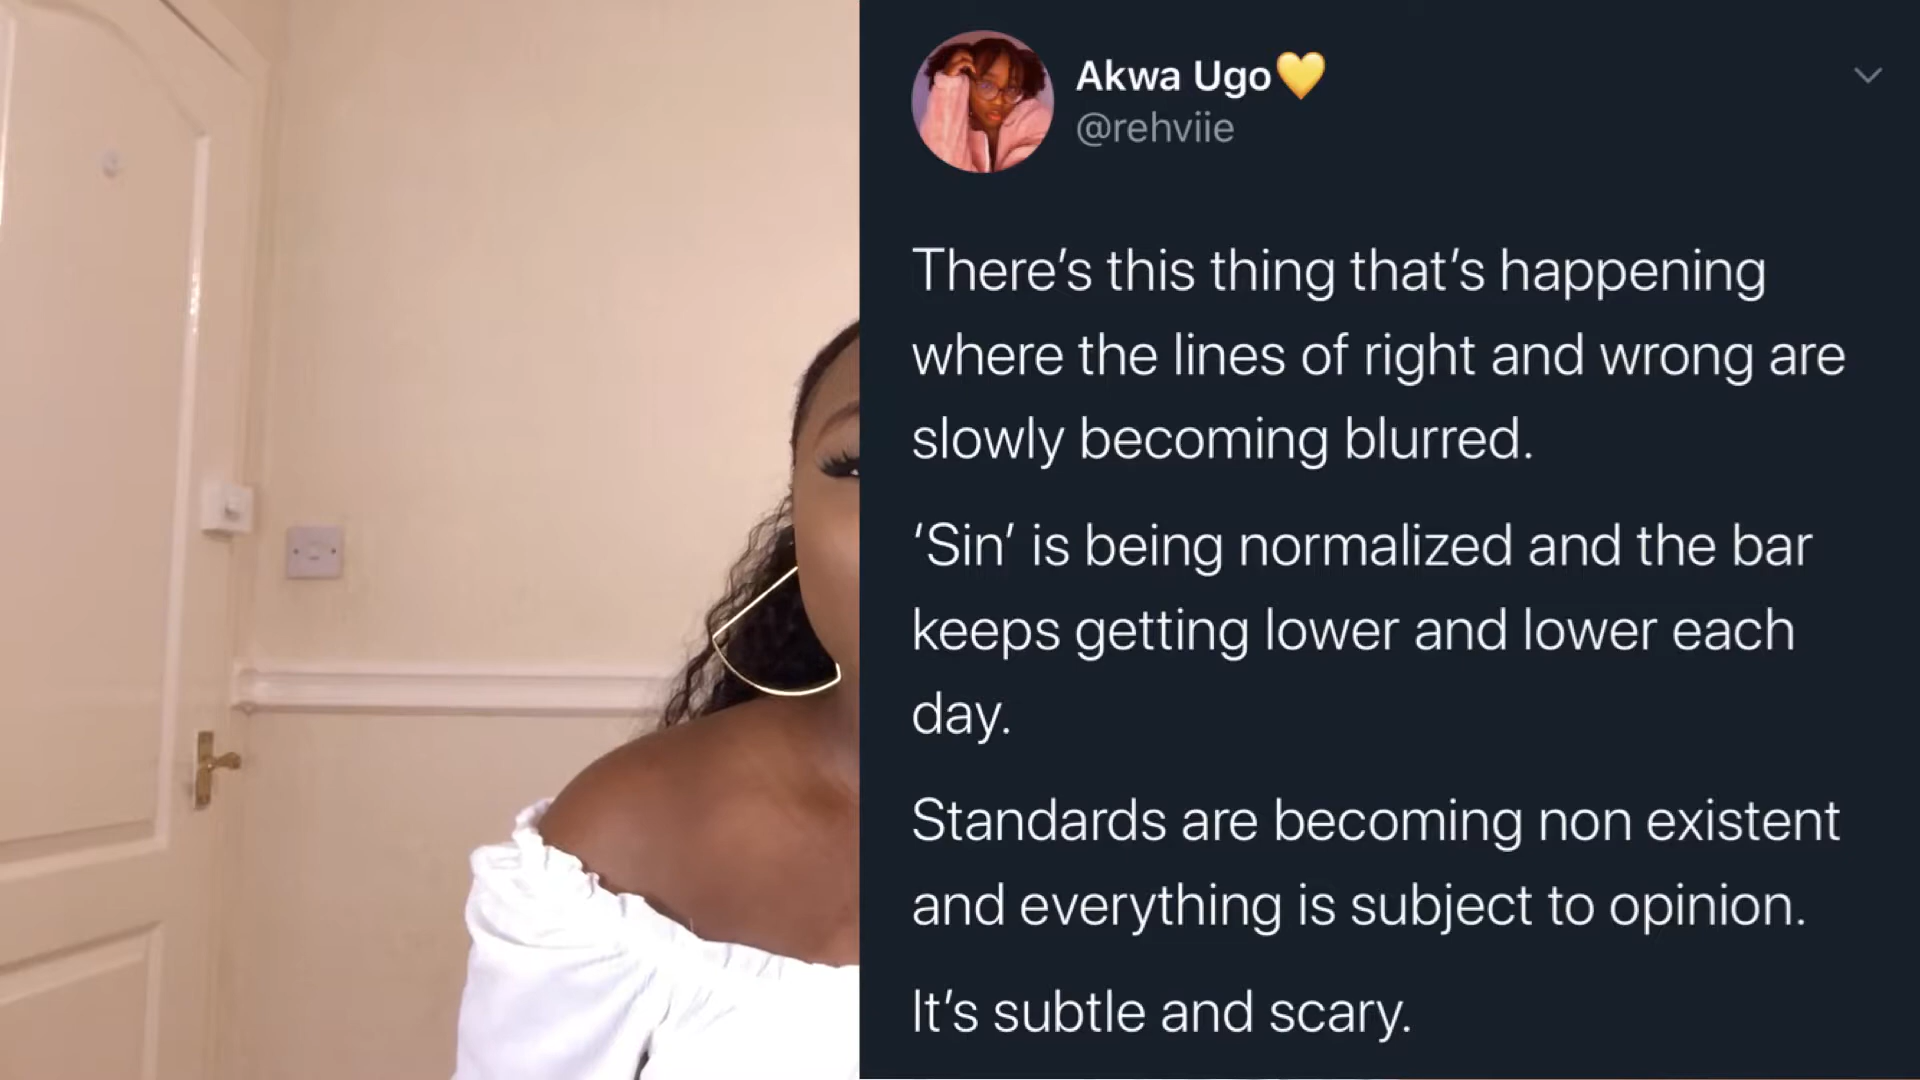 Akwa Ugo💛
@rehviie
There’s this thing that’s happening
where the lines of right and wrong are
slowly becoming blurred.
‘Sin’ is being normalized and the bar
keeps getting lower and lower each
day.
Standards are becoming non existent
and everything is subject to opinion.
It’s subtle and scary.